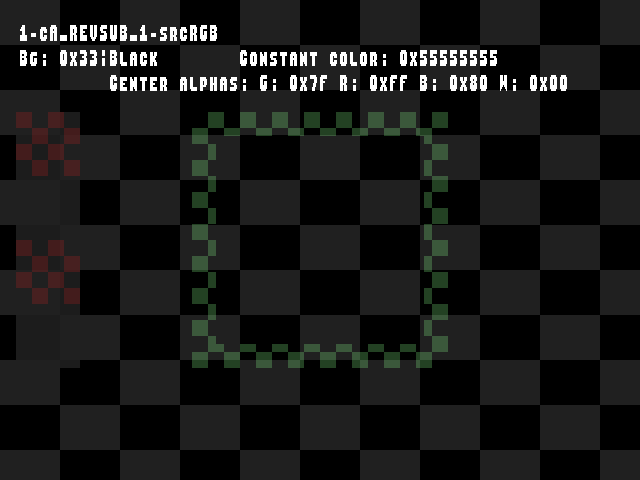 1-cA_REVSUB_1-srcRGB
Bg: 0x33¦Black Constant color: 0x55555555
Center alphas: G: 0x7f R: 0xff B: 0x80 W: 0x00